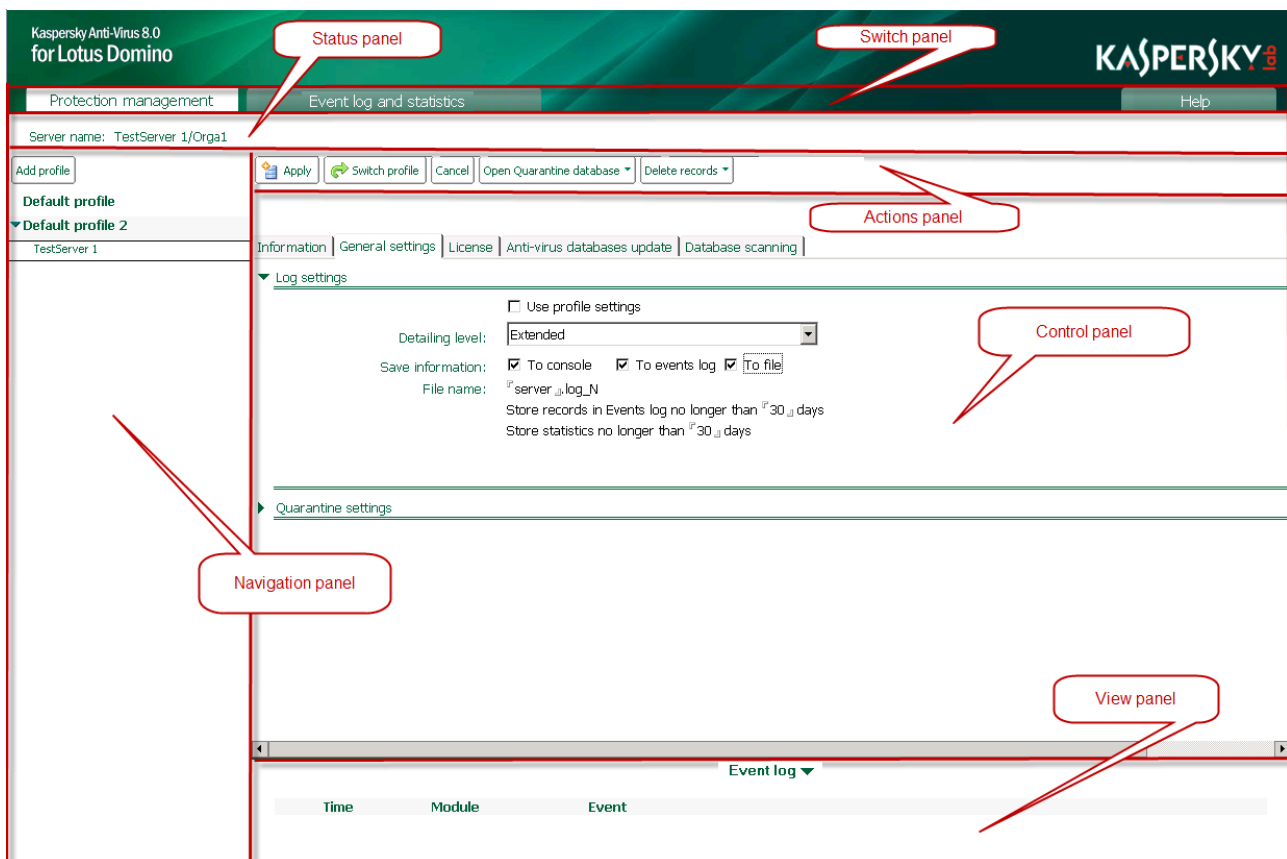 Kaspersky Anti-Virus 8.0
for Lotus Domino
Status panel
Switch panel
KASPERSKY lab
Protection management
Event log and statistics
Help
Server name: TestServer 1/Orga1
Add profile
Apply
Switch profile
Cancel
Open Quarantine database
Delete records
Default profile
Actions panel
Default profile 2
TestServer 1
Information
General settings
License
Anti-virus databases update
Database scanning
Log settings
Use profile settings
Control panel
Detailing level:
Extended
Save information:
To console
To events log
To file
File name:
『server 』.log_N
Store records in Events log no longer than 『30 』 days
Store statistics no longer than 『30 』 days
Quarantine settings
Navigation panel
View panel
Event log
Time
Module
Event